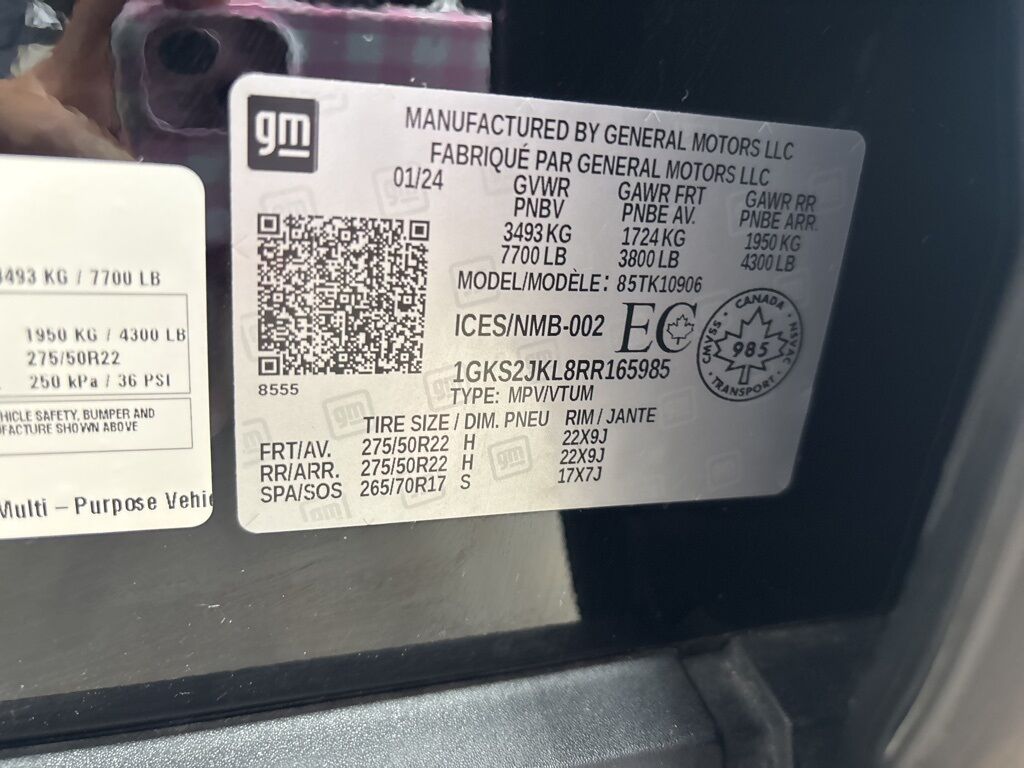 3493 KG / 7700 LB
1950 KG / 4300 LB
275/50R22
250 kPa / 36 PSI
SAFETY, BUMPER AND
SHOWN ABOVE
Multi – Purpose
gm
MANUFACTURED BY GENERAL MOTORS LLC
FABRIQUÉ PAR GENERAL MOTORS LLC
01/24 GVWR GAWR FRT GAWR RR
PNBV PNBE AV. PNBE ARR.
3493 KG 1724 KG 1950 KG
7700 LB 3800 LB 4300 LB
MODEL/MODÈLE: 85TK10906
ICES/NMB-002 EC
CANADA
CMVSS 985 NSVAC
TRANSPORT
8555
1GKS2JKL8RR165985
TYPE: MPV/VTUM
TIRE SIZE / DIM. PNEU RIM / JANTE
FRT/AV. 275/50R22 H 22X9J
RR/ARR. 275/50R22 H 22X9J
SPA/SOS 265/70R17 S 17X7J